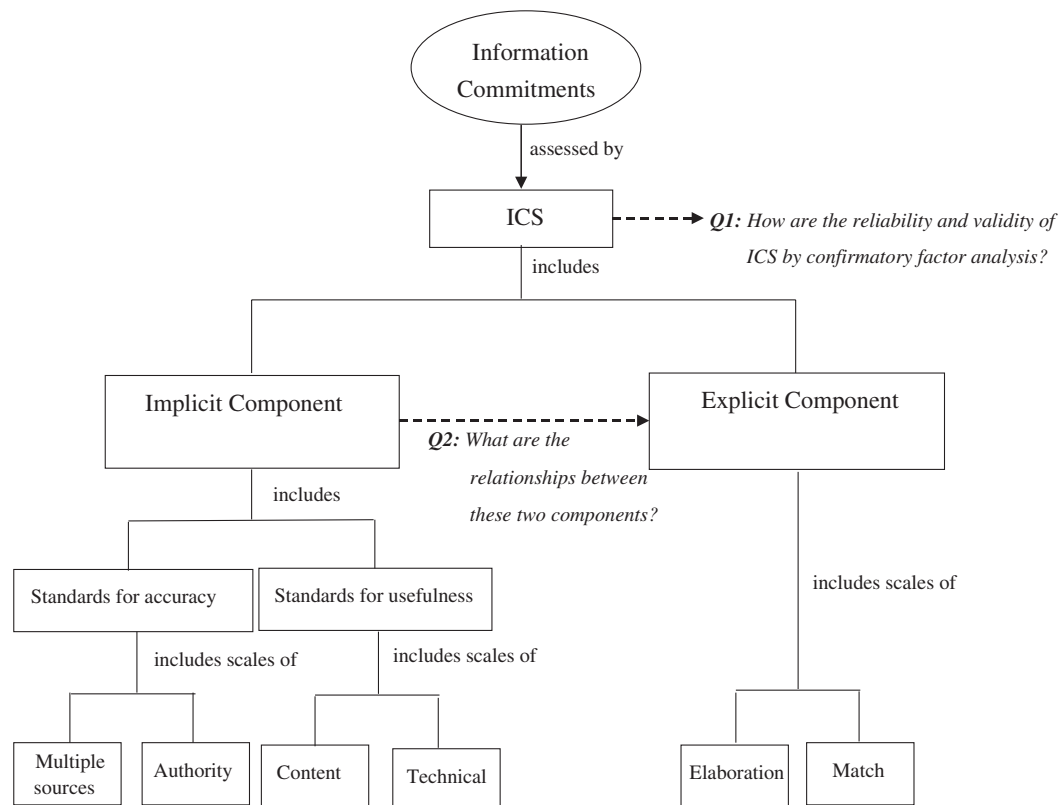 Information
Commitments
assessed by
ICS
Q1: How are the reliability and validity of
ICS by confirmatory factor analysis?
includes
Implicit Component
Explicit Component
Q2: What are the
relationships between
these two components?
includes
includes scales of
Standards for accuracy
Standards for usefulness
includes scales of
includes scales of
Multiple
sources
Authority
Content
Technical
Elaboration
Match